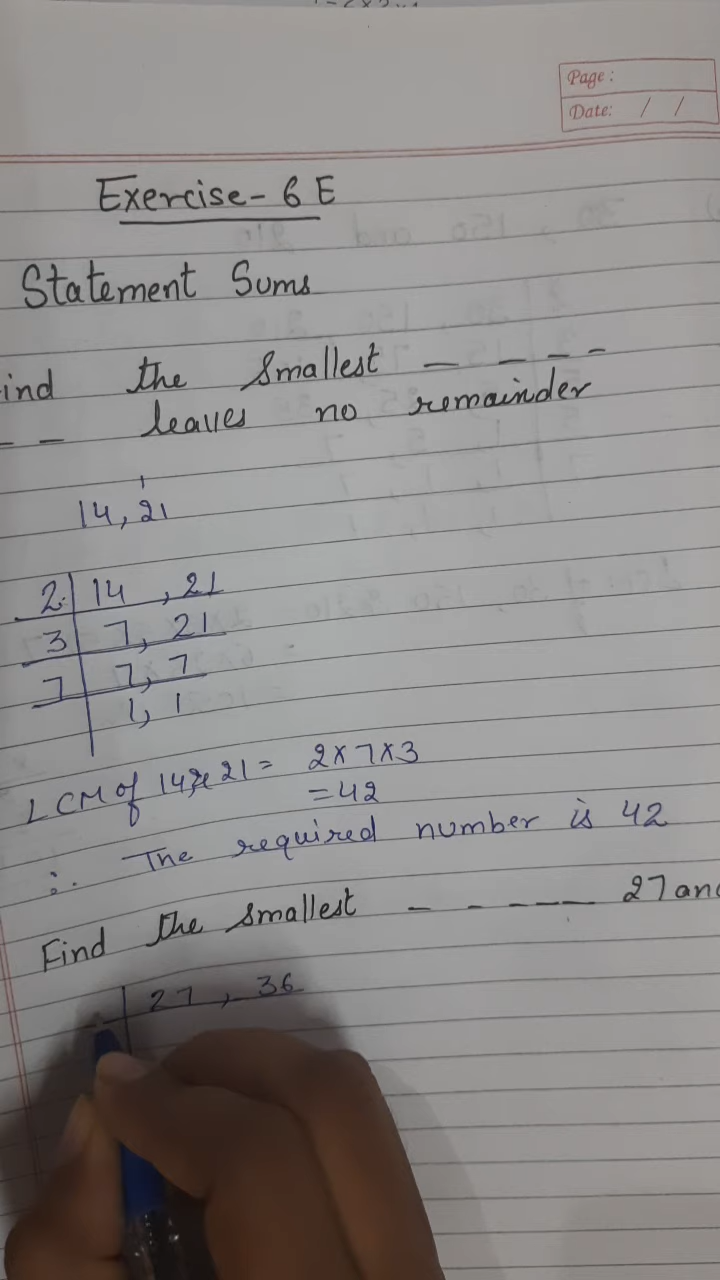 Page :
Date: / /
Exercise - 6 E
Statement Sums
ind the smallest _ _ _ _
_ _ leaves no remainder
14, 21
2 14 , 21
3 7, 21
7 7, 7
1, 1
LCM of 14 & 21 = 2×7×3
= 42
∴ The required number is 42
Find the smallest _ _ _ _ 27 and
27 , 36